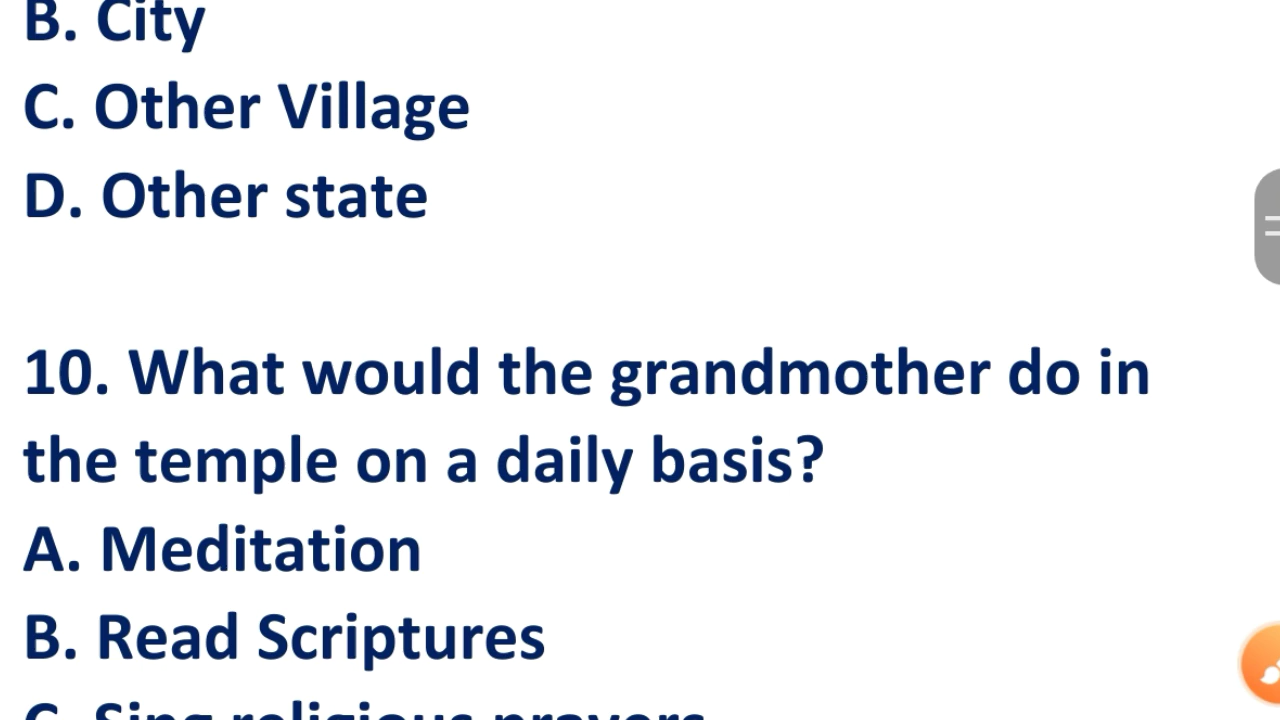 B. City
C. Other Village
D. Other state
10. What would the grandmother do in
the temple on a daily basis?
A. Meditation
B. Read Scriptures
C. Sing religious prayers